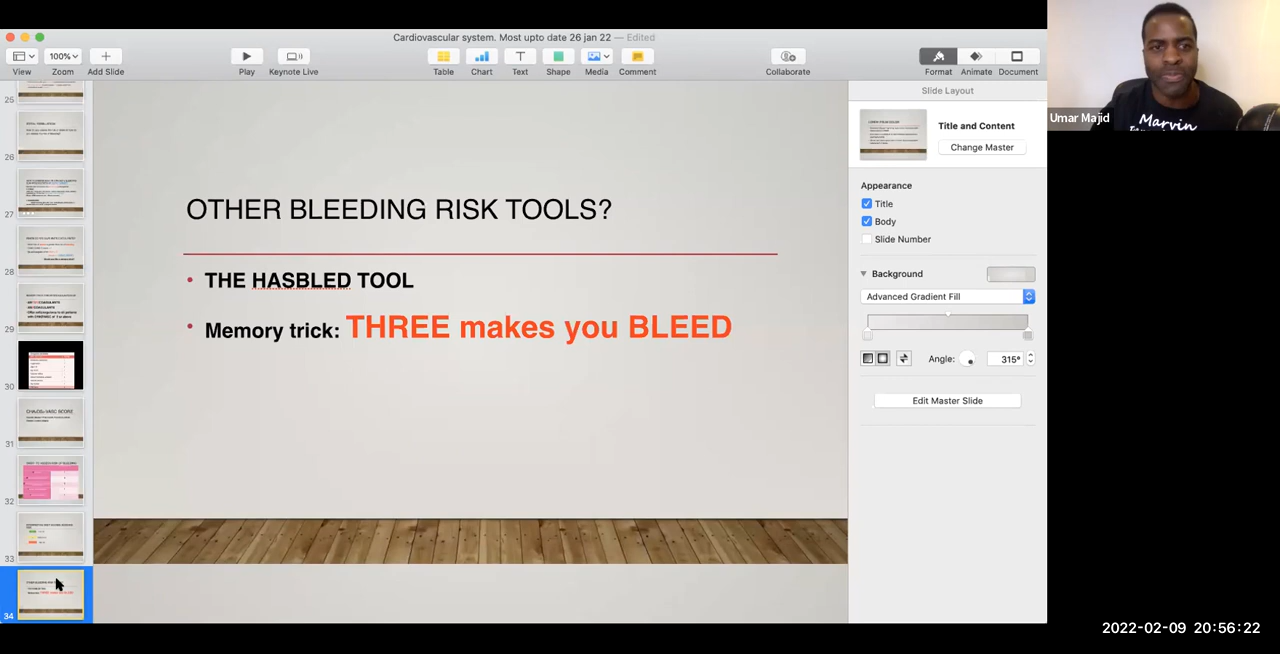 Cardiovascular system. Most upto date 26 jan 22 — Edited
100%
View
Zoom
Add Slide
Play
Keynote Live
Table
Chart
Text
Shape
Media
Comment
Collaborate
Format
Animate
Document
26
27
28
29
30
31
CHA₂DS₂-VASC SCORE
32
33
34
OTHER BLEEDING RISK TOOLS?
• THE HASBLED TOOL
• Memory trick: THREE makes you BLEED
Slide Layout
Title and Content
Change Master
Appearance
Title
Body
Slide Number
Background
Advanced Gradient Fill
Angle: 315°
Edit Master Slide
Umar Majid
Marvin
2022-02-09 20:56:22